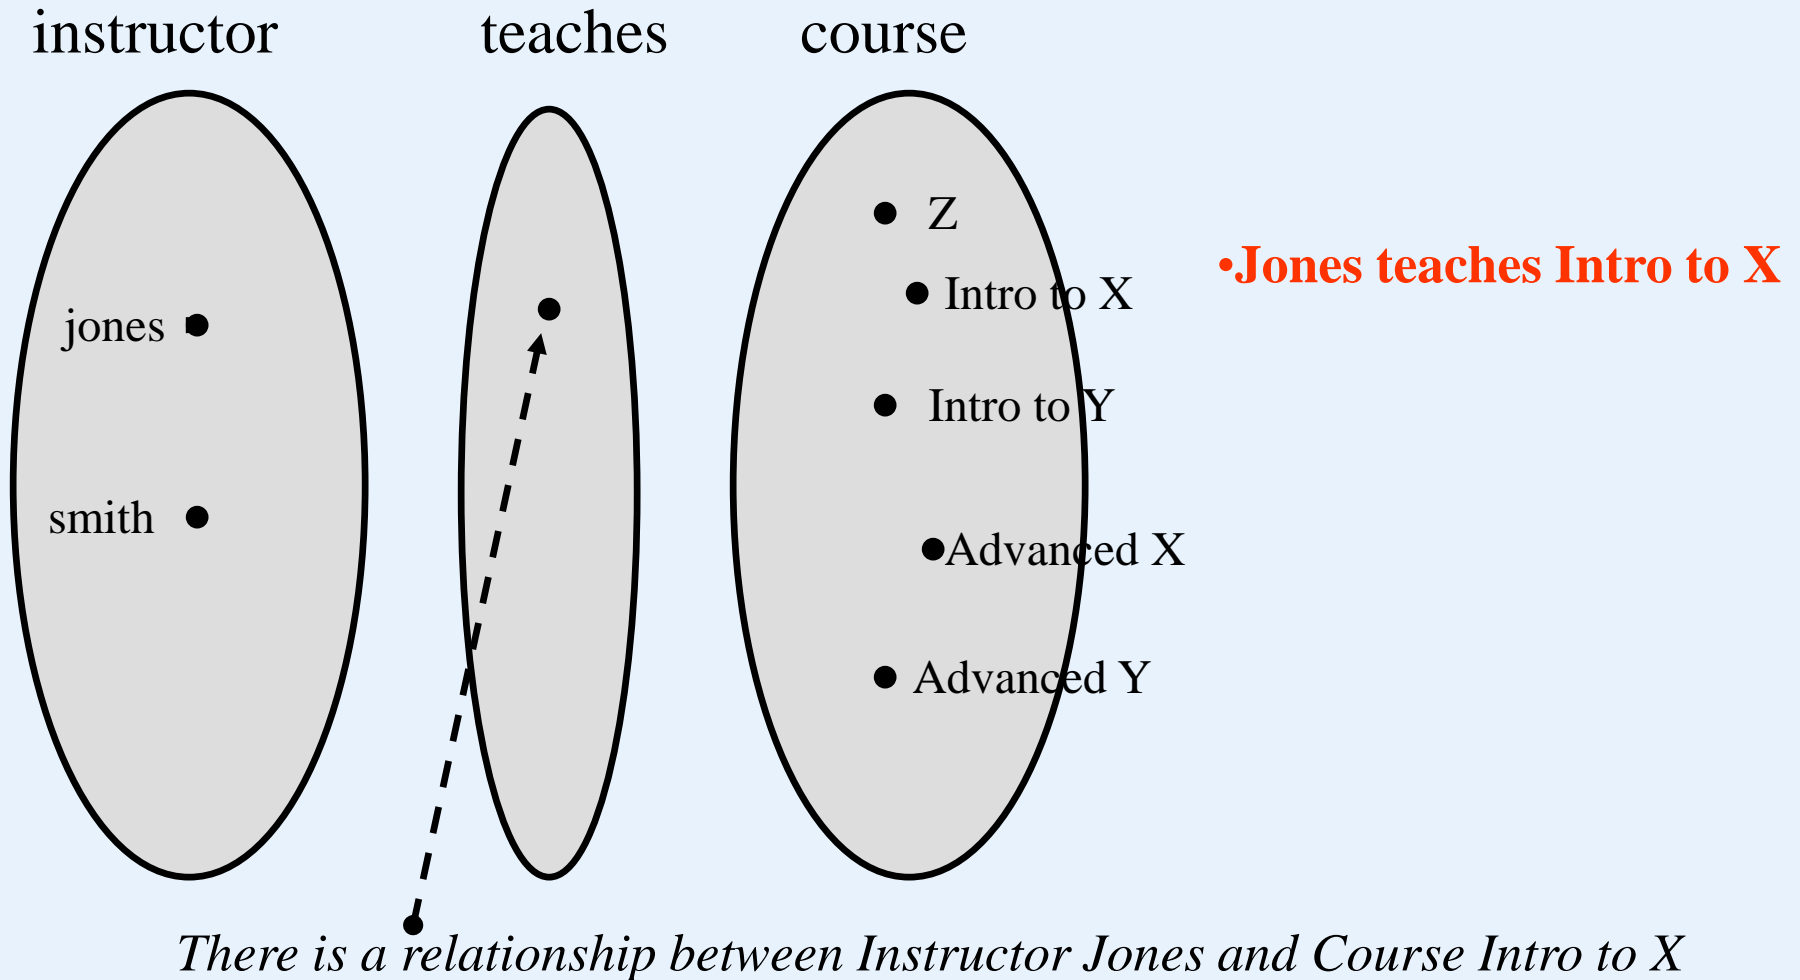 instructor teaches course
Z
•Jones teaches Intro to X
Intro to X
jones
Intro to Y
smith
Advanced X
Advanced Y
There is a relationship between Instructor Jones and Course Intro to X